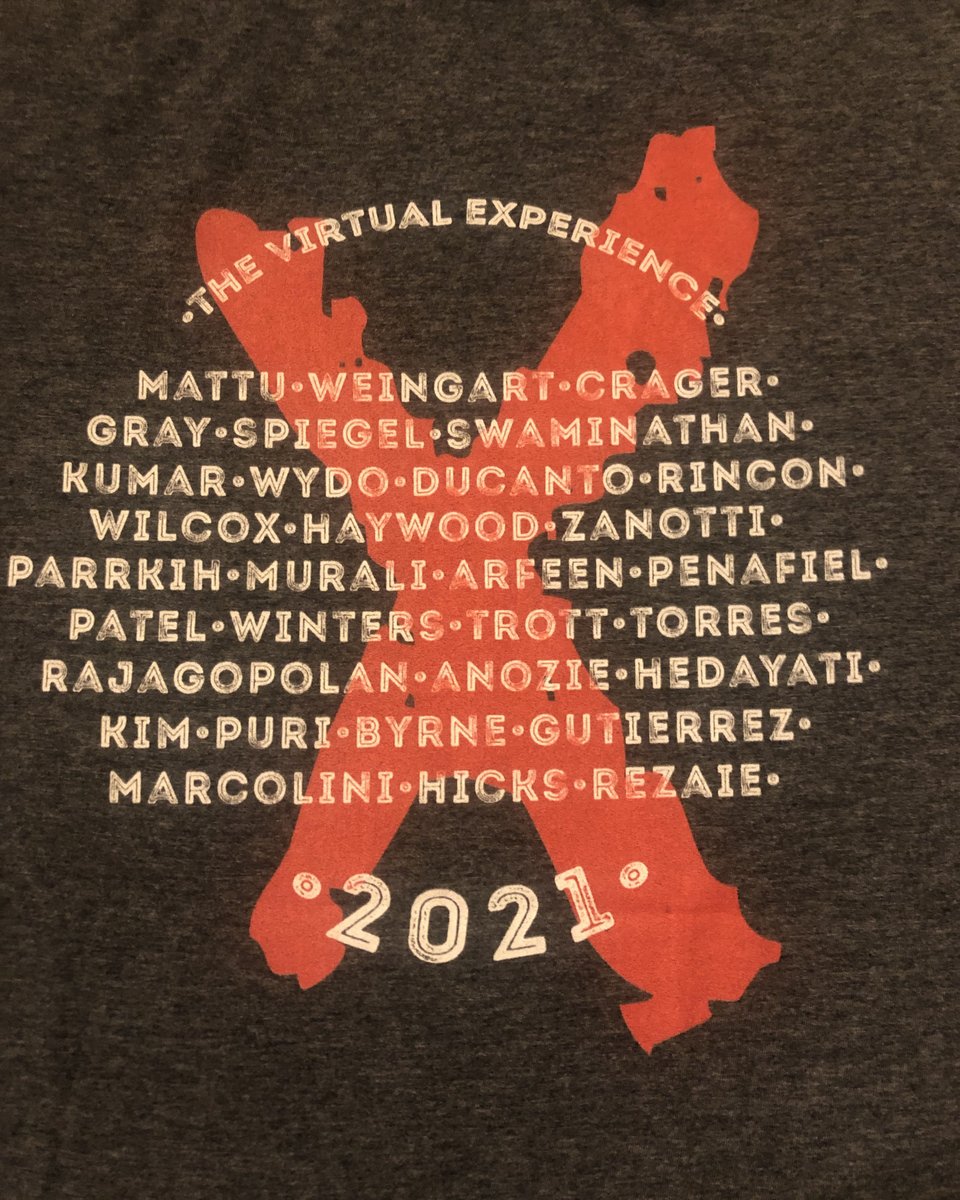 •THE VIRTUAL EXPERIENCE•
MATTU•WEINGART•CRAGER•
GRAY•SPIEGEL•SWAMINATHAN•
KUMAR•WYDO•DUCANTO•RINCON•
WILCOX•HAYWOOD•ZANOTTI•
PARRKIH•MURALI•ARFEEN•PENAFIEL•
PATEL•WINTERS•TROTT•TORRES•
RAJAGOPOLAN•ANOZIE•HEDAYATI•
KIM•PURI•BYRNE•GUTIERREZ•
MARCOLINI•HICKS•REZAIE•
•2021•